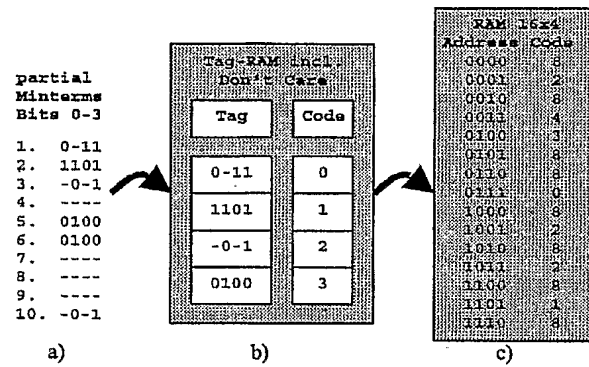 partial
Minterms
Bits 0-3
1. 0-11
2. 1101
3. -0-1
4. ----
5. 0100
6. 0100
7. ----
8. ----
9. ----
10. -0-1
a)
Tag-RAM incl.
Don't Care
Tag Code
0-11 0
1101 1
-0-1 2
0100 3
b)
RAM 16x4
Address Code
0000 8
0001 2
0010 8
0011 4
0100 3
0101 8
0110 8
0111 0
1000 8
1001 2
1010 8
1011 2
1100 8
1101 1
1110 8
c)